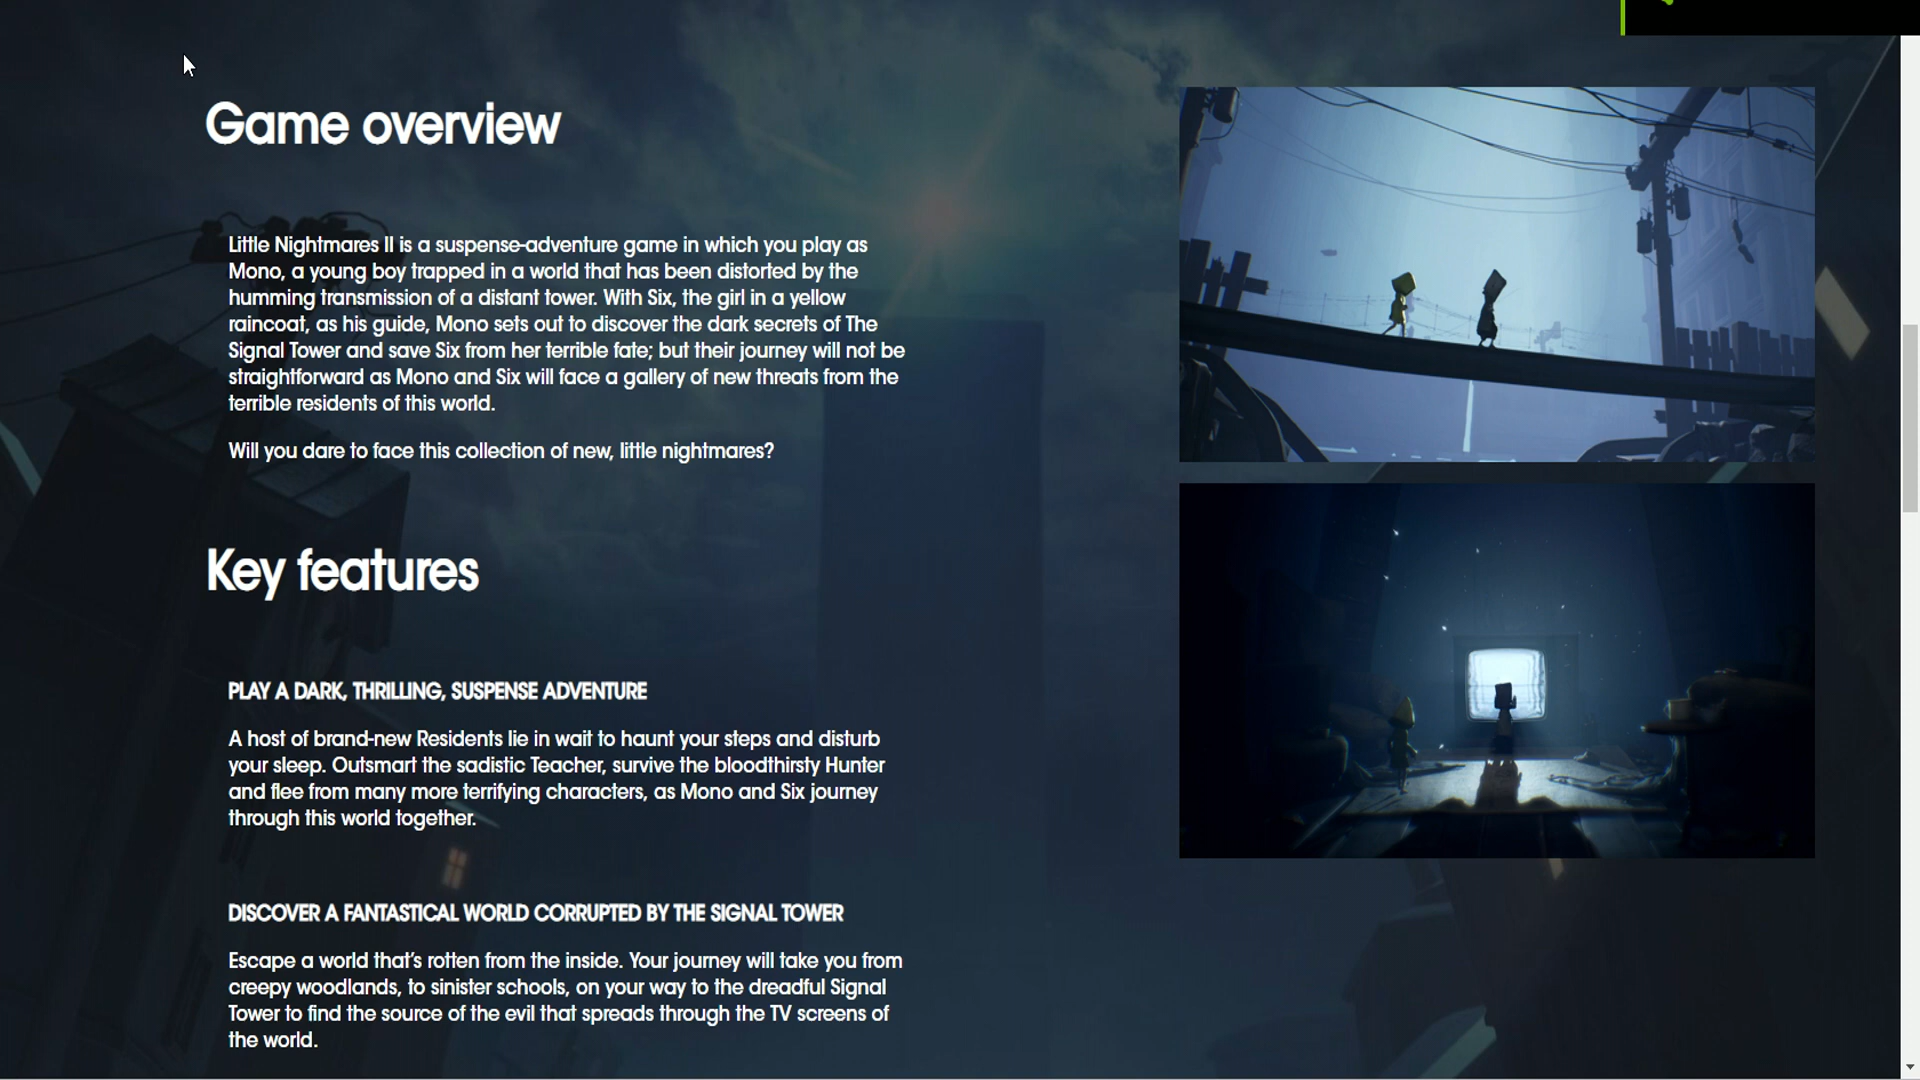 Game overview
Little Nightmares II is a suspense-adventure game in which you play as
Mono, a young boy trapped in a world that has been distorted by the
humming transmission of a distant tower. With Six, the girl in a yellow
raincoat, as his guide, Mono sets out to discover the dark secrets of The
Signal Tower and save Six from her terrible fate; but their journey will not be
straightforward as Mono and Six will face a gallery of new threats from the
terrible residents of this world.
Will you dare to face this collection of new, little nightmares?
Key features
PLAY A DARK, THRILLING, SUSPENSE ADVENTURE
A host of brand-new Residents lie in wait to haunt your steps and disturb
your sleep. Outsmart the sadistic Teacher, survive the bloodthirsty Hunter
and flee from many more terrifying characters, as Mono and Six journey
through this world together.
DISCOVER A FANTASTICAL WORLD CORRUPTED BY THE SIGNAL TOWER
Escape a world that's rotten from the inside. Your journey will take you from
creepy woodlands, to sinister schools, on your way to the dreadful Signal
Tower to find the source of the evil that spreads through the TV screens of
the world.